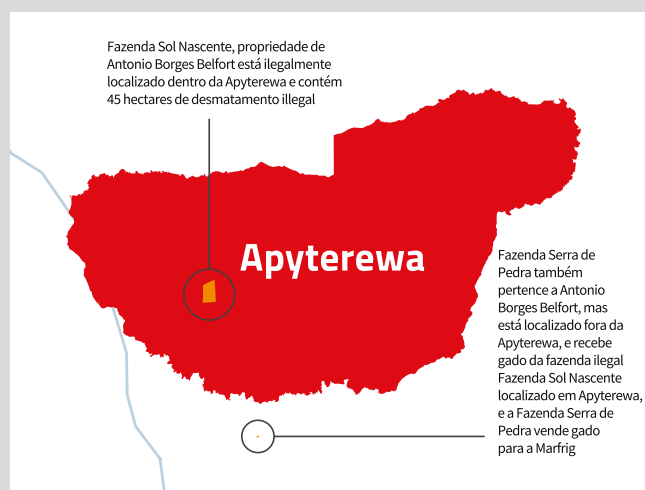 Fazenda Sol Nascente, propriedade de
Antonio Borges Belfort está ilegalmente
localizado dentro da Apyterewa e contém
45 hectares de desmatamento illegal
Apyterewa
Fazenda Serra de
Pedra também
pertence a Antonio
Borges Belfort, mas
está localizado fora da
Apyterewa, e recebe
gado da fazenda ilegal
Fazenda Sol Nascente
localizado em Apyterewa,
e a Fazenda Serra de
Pedra vende gado
para a Marfrig